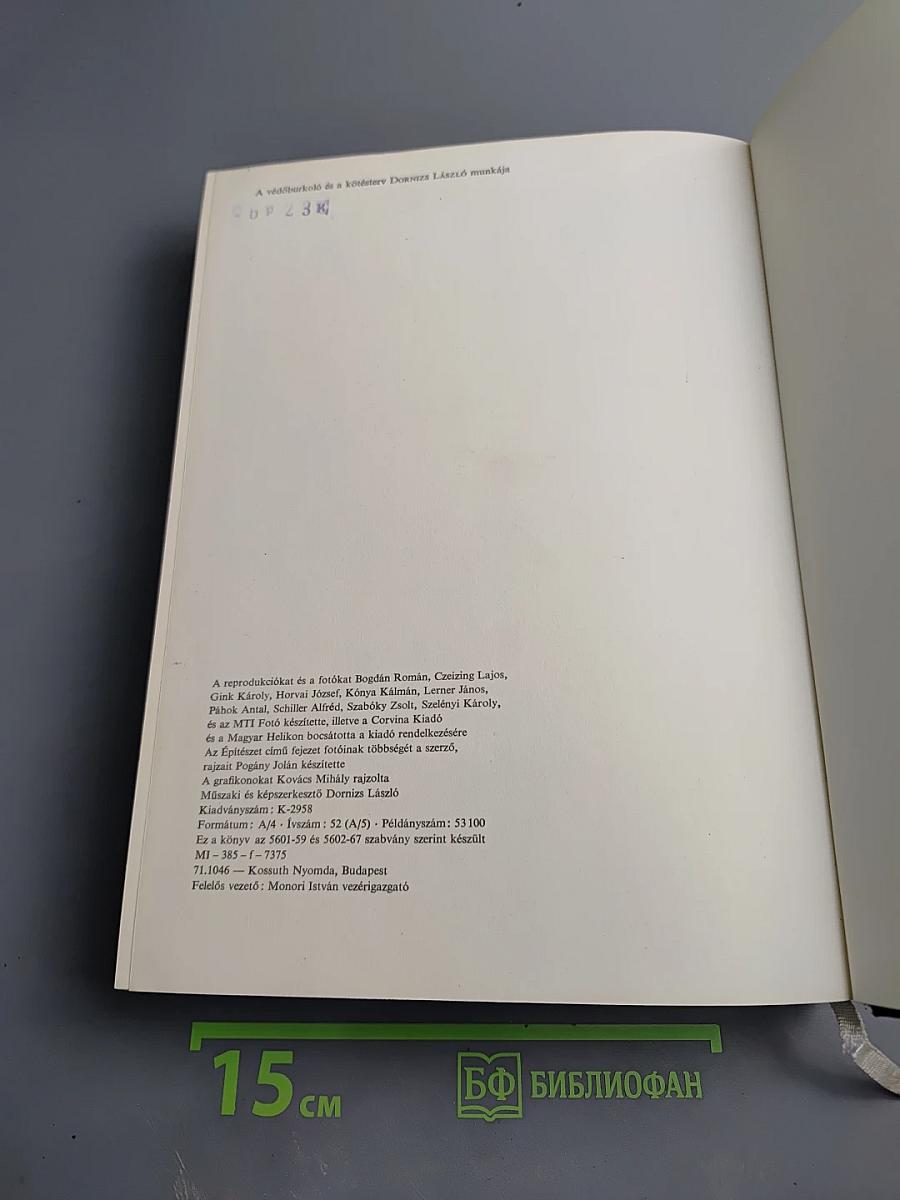 A védőburkoló és a kötésterv DORNIZS LÁSZLÓ munkája
A reprodukciókat és a fotókat Bogdán Román, Czeizing Lajos,
Gink Károly, Horvai József, Kónya Kálmán, Lerner János,
Páhok Antal, Schiller Alfréd, Szabóky Zsolt, Szelényi Károly,
és az MTI Fotó készítette, illetve a Corvina Kiadó
és a Magyar Helikon bocsátotta a kiadó rendelkezésére
Az Építészet című fejezet fotóinak többségét a szerző,
rajzait Pogány Jolán készítette
A grafikonokat Kovács Mihály rajzolta
Műszaki és képszerkesztő Dornizs László
Kiadványszám: K-2958
Formátum: A/4 · Ívszám: 52 (A/5) · Példányszám: 53100
Ez a könyv az 5601-59 és 5602-67 szabvány szerint készült
MI – 385 – f – 7375
71.1046 — Kossuth Nyomda, Budapest
Felelős vezető: Monori István vezérigazgató
15 см
БФ БИБЛИОФАН